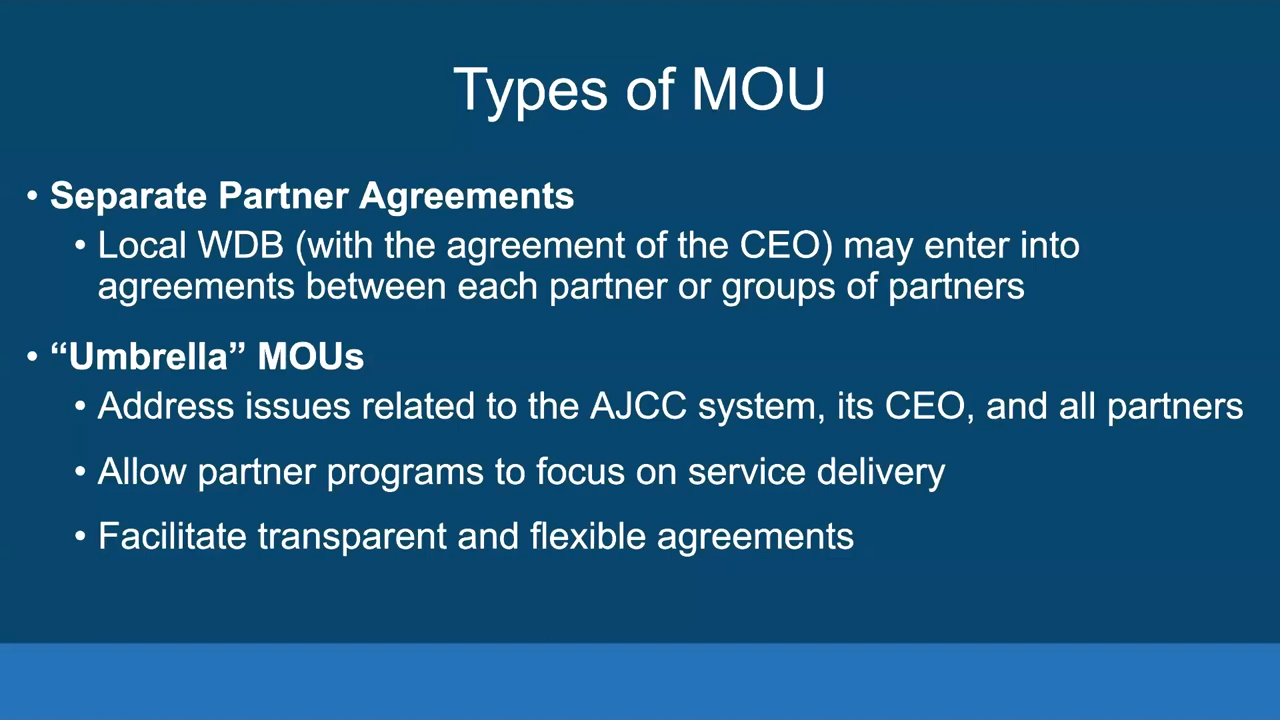 Types of MOU
• Separate Partner Agreements
• Local WDB (with the agreement of the CEO) may enter into
agreements between each partner or groups of partners
• “Umbrella” MOUs
• Address issues related to the AJCC system, its CEO, and all partners
• Allow partner programs to focus on service delivery
• Facilitate transparent and flexible agreements